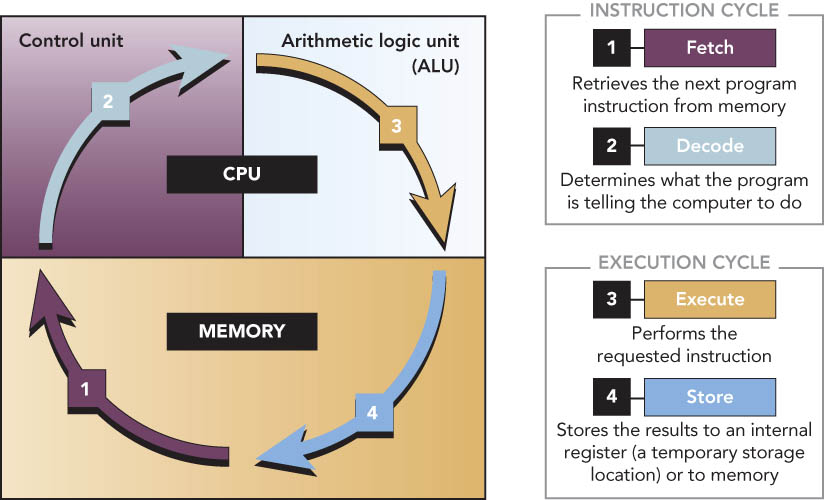 Control unit
Arithmetic logic unit
(ALU)
2
3
CPU
MEMORY
1
4
INSTRUCTION CYCLE
1 Fetch
Retrieves the next program
instruction from memory
2 Decode
Determines what the program
is telling the computer to do
EXECUTION CYCLE
3 Execute
Performs the
requested instruction
4 Store
Stores the results to an internal
register (a temporary storage
location) or to memory